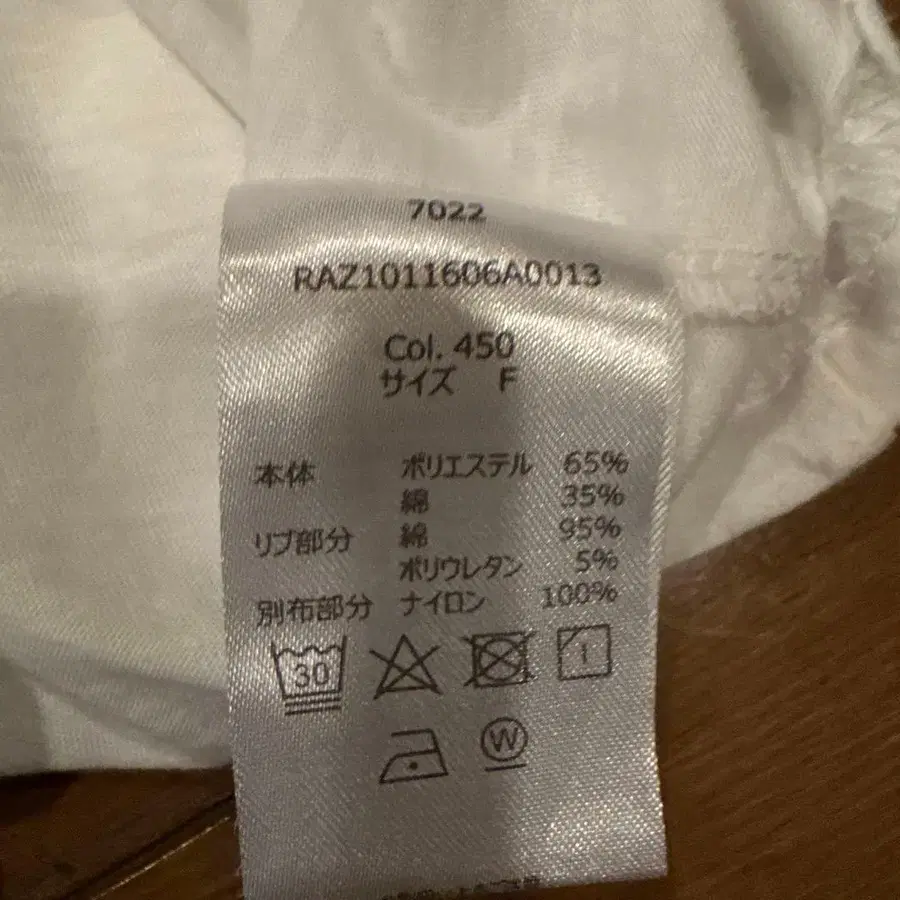 7022
RAZ1011606A0013
Col. 450
サイズ F
本体 ポリエステル 65%
綿 35%
リブ部分 綿 95%
ポリウレタン 5%
別布部分 ナイロン 100%
30
W